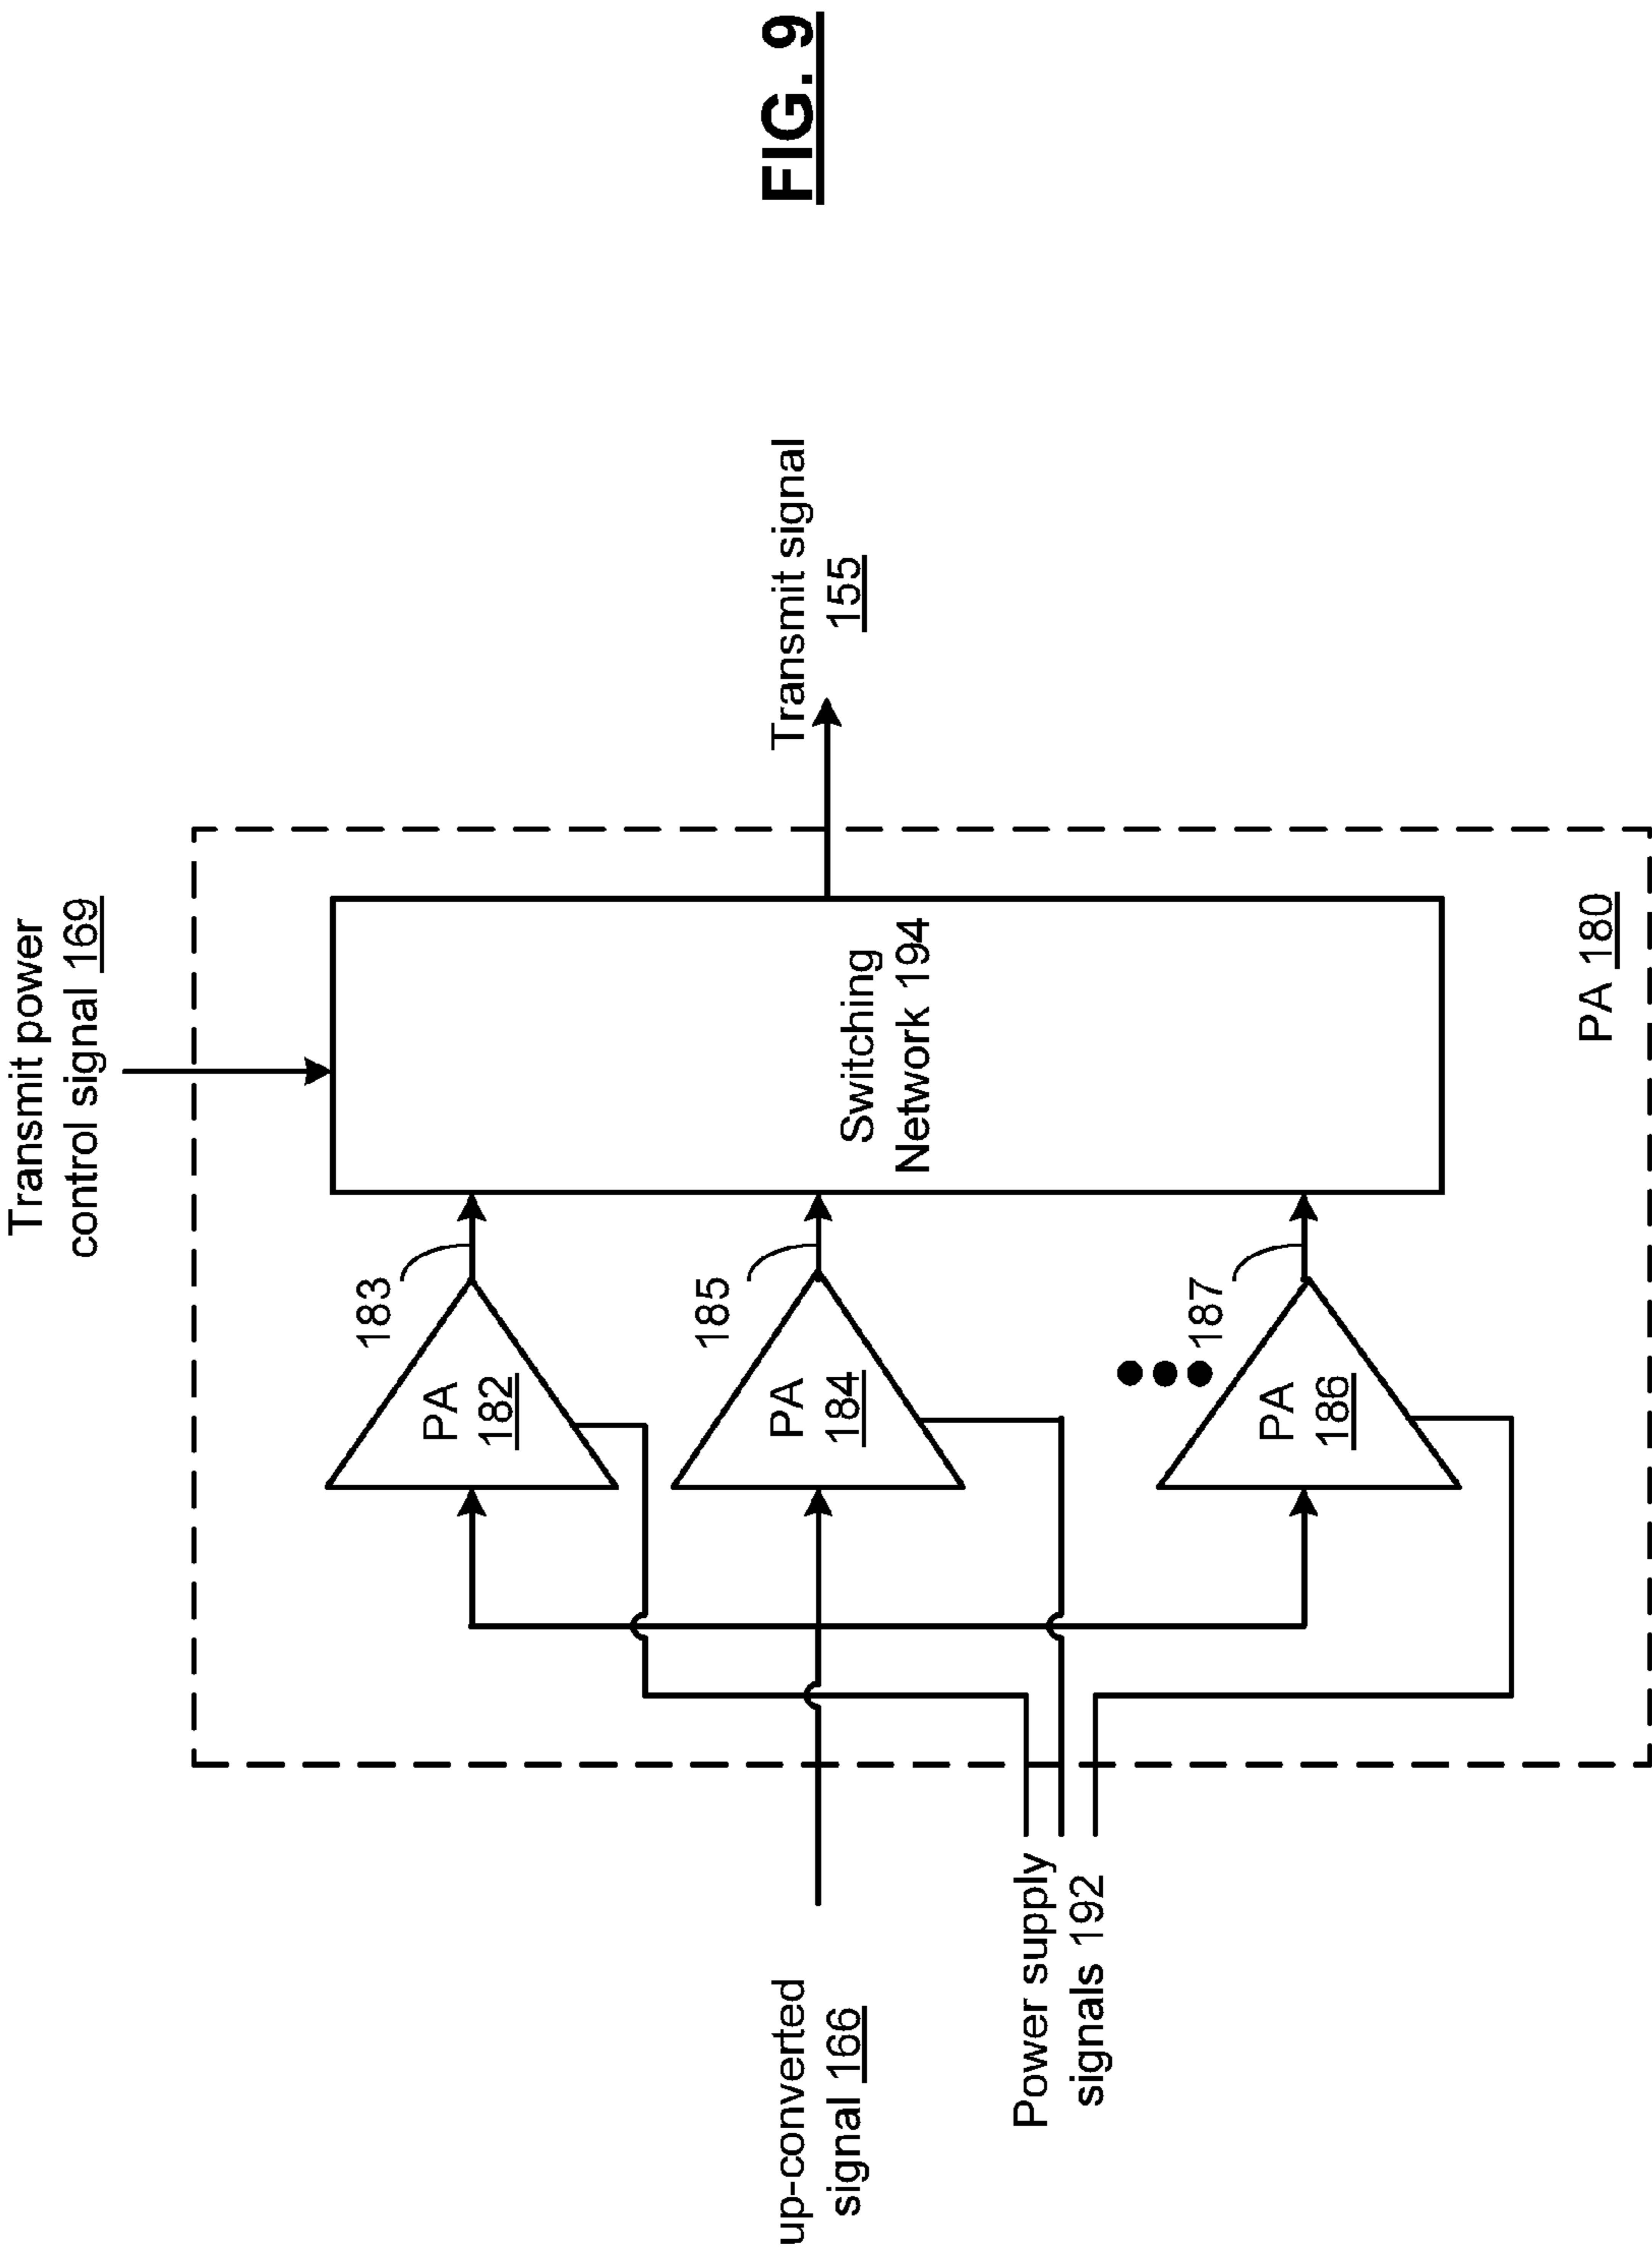 Transmit power
control signal 169
up-converted
signal 166
Power supply
signals 192
PA
182
183
PA
184
185
PA
186
187
Switching
Network 194
Transmit signal
155
PA 180
FIG. 9